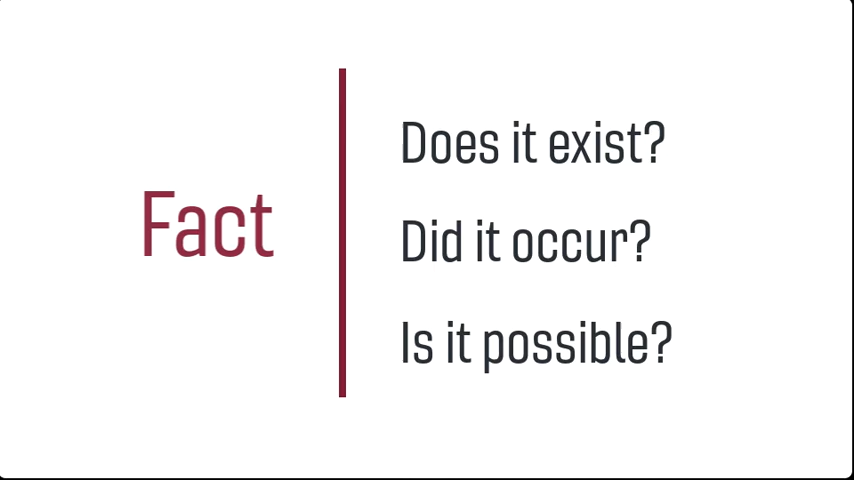 Fact
Does it exist?
Did it occur?
Is it possible?